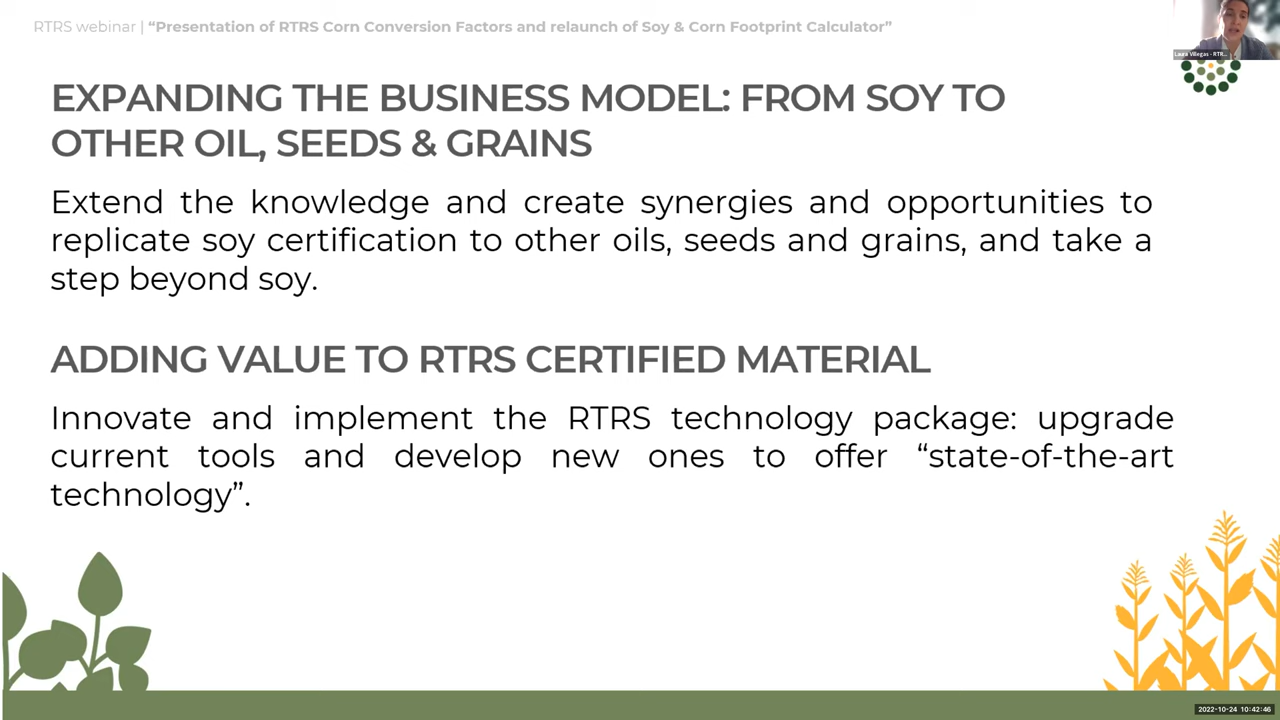 RTRS webinar | “Presentation of RTRS Corn Conversion Factors and relaunch of Soy & Corn Footprint Calculator”
Laura Villegas - RTR...
EXPANDING THE BUSINESS MODEL: FROM SOY TO
OTHER OIL, SEEDS & GRAINS
Extend the knowledge and create synergies and opportunities to
replicate soy certification to other oils, seeds and grains, and take a
step beyond soy.
ADDING VALUE TO RTRS CERTIFIED MATERIAL
Innovate and implement the RTRS technology package: upgrade
current tools and develop new ones to offer “state-of-the-art
technology”.
2022-10-24 10:42:46